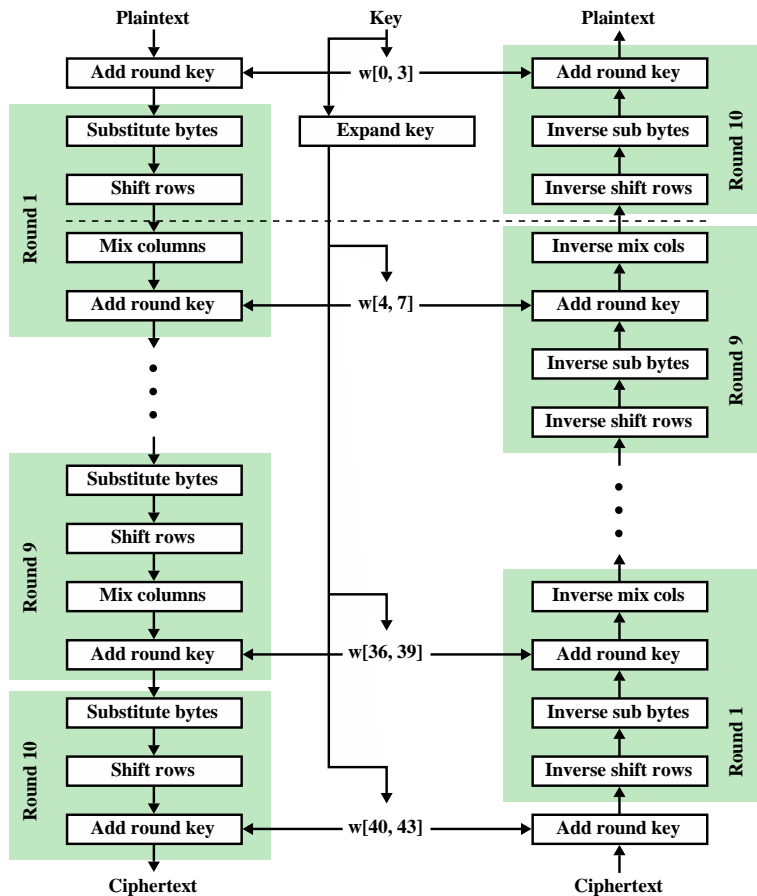 Plaintext
Key
Plaintext
Add round key
w[0, 3]
Add round key
Substitute bytes
Expand key
Inverse sub bytes
Shift rows
Inverse shift rows
Round 1
Round 10
Mix columns
Inverse mix cols
Add round key
w[4, 7]
Add round key
Inverse sub bytes
Inverse shift rows
Round 9
Substitute bytes
Shift rows
Mix columns
Inverse mix cols
Round 9
Add round key
w[36, 39]
Add round key
Substitute bytes
Inverse sub bytes
Shift rows
Inverse shift rows
Round 10
Round 1
Add round key
w[40, 43]
Add round key
Ciphertext
Ciphertext